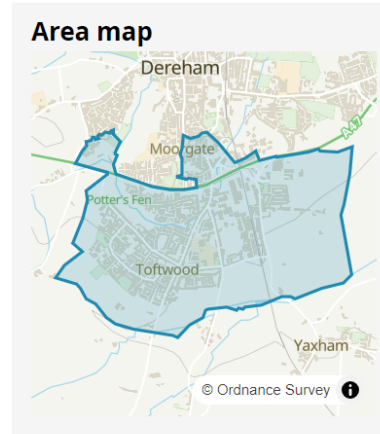 Area map
Dereham
A47
Moorgate
Potter's Fen
Toftwood
Yaxham
© Ordnance Survey